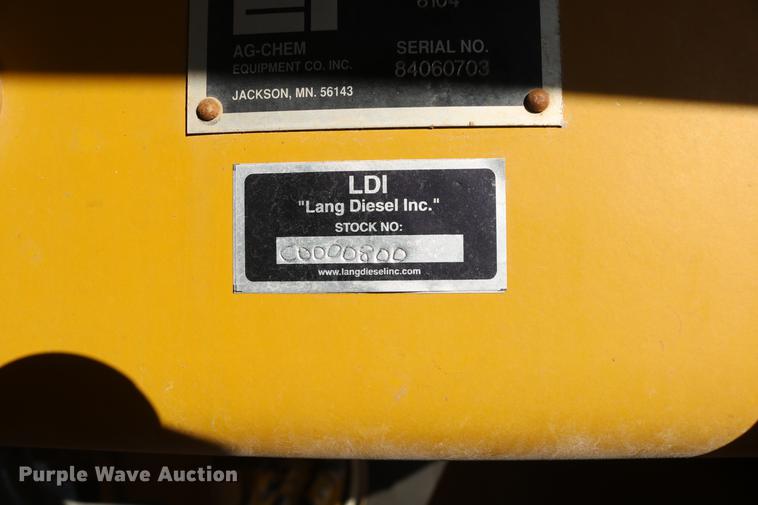 8104
AG-CHEM
EQUIPMENT CO. INC.
JACKSON, MN. 56143
SERIAL NO.
84060703
LDI
"Lang Diesel Inc."
STOCK NO:
C0000800
www.langdieselinc.com
Purple Wave Auction